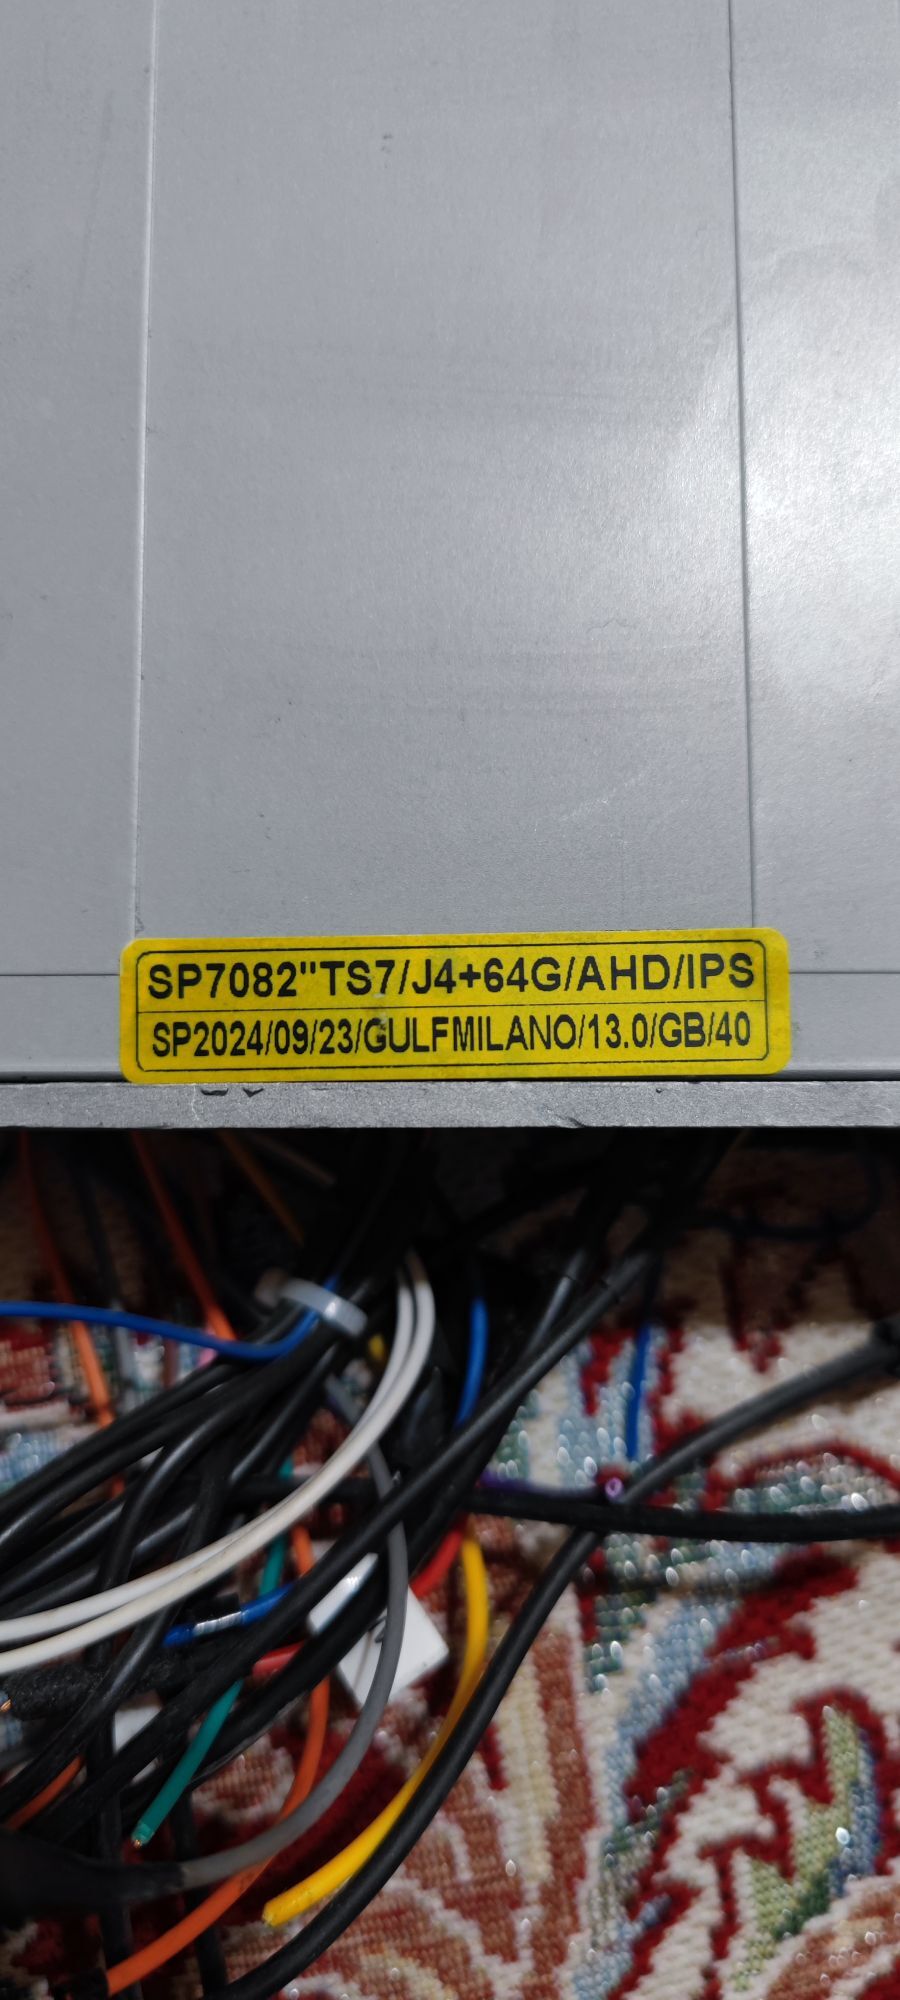 SP7082"TS7/J4+64G/AHD/IPS
SP2024/09/23/GULFMILANO/13.0/GB/40